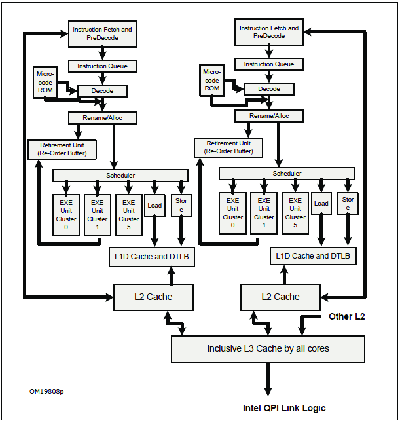 Instruction Fetch and
PreDecode
Instruction Queue
Micro-
code
ROM
Decode
Rename/Alloc
Retirement Unit
(Re-Order Buffer)
Scheduler
EXE
Unit
Cluster
0
EXE
Unit
Cluster
1
EXE
Unit
Cluster
5
Load
Stor
e
L1D Cache and DTLB
L2 Cache
Instruction Fetch and
PreDecode
Instruction Queue
Micro-
code
ROM
Decode
Rename/Alloc
Retirement Unit
(Re-Order Buffer)
Scheduler
EXE
Unit
Cluster
0
EXE
Unit
Cluster
1
EXE
Unit
Cluster
5
Load
Stor
e
L1D Cache and DTLB
L2 Cache
Other L2
Inclusive L3 Cache by all cores
OM19808p
Intel QPI Link Logic